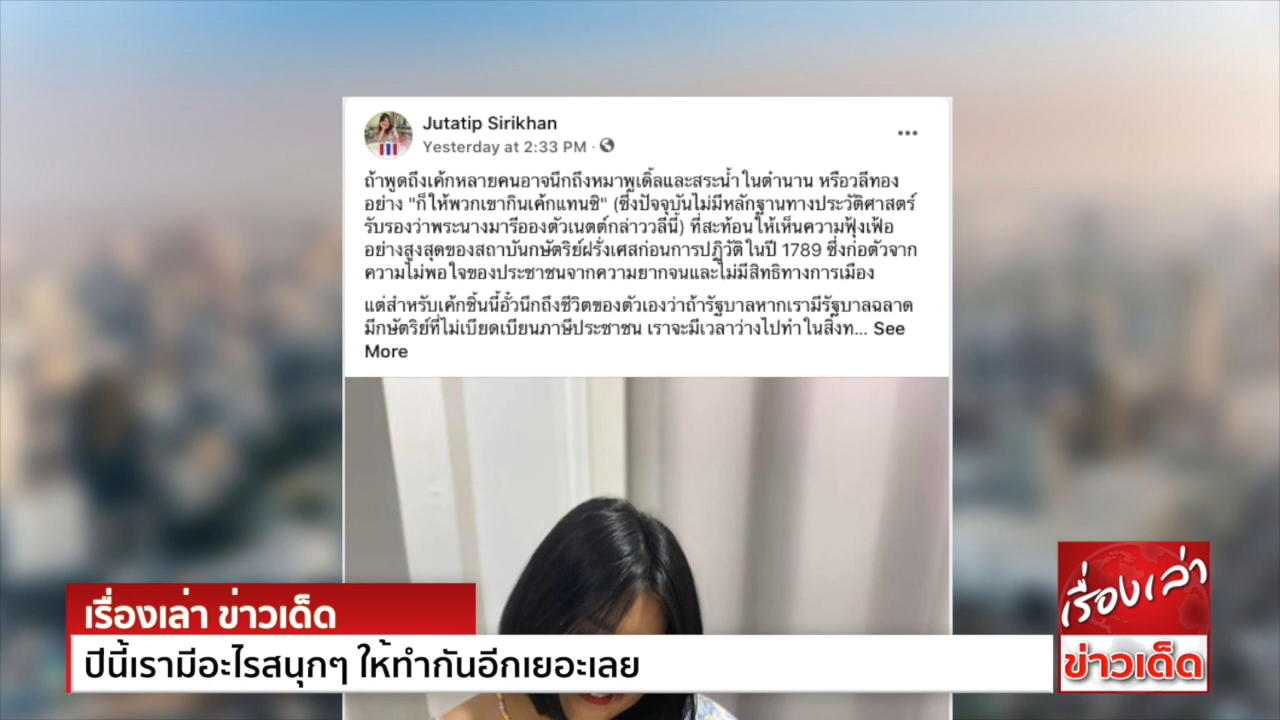 Jutatip Sirikhan
Yesterday at 2:33 PM ·
ถ้าพูดถึงเค้กหลายคนอาจนึกถึงหมาพูเดิ้ลและสระน้ำในตำนาน หรือวลีทอง
อย่าง "ก็ให้พวกเขากินเค้กแทนซิ" (ซึ่งปัจจุบันไม่มีหลักฐานทางประวัติศาสตร์
รับรองว่าพระนางมารีอองตัวเนตต์กล่าววลีนี้) ที่สะท้อนให้เห็นความฟุ้งเฟ้อ
อย่างสูงสุดของสถาบันกษัตริย์ฝรั่งเศสก่อนการปฏิวัติในปี 1789 ซึ่งก่อตัวจาก
ความไม่พอใจของประชาชนจากความยากจนและไม่มีสิทธิทางการเมือง
แต่สำหรับเค้กชิ้นนี้อั๋วนึกถึงชีวิตของตัวเองว่าถ้ารัฐบาลหากเรามีรัฐบาลฉลาด
มีกษัตริย์ที่ไม่เบียดเบียนภาษีประชาชน เราจะมีเวลาว่างไปทำในสิ่งท... See
More
เรื่องเล่า ข่าวเด็ด
ปีนี้เรามีอะไรสนุกๆ ให้ทำกันอีกเยอะเลย
เรื่องเล่า
ข่าวเด็ด